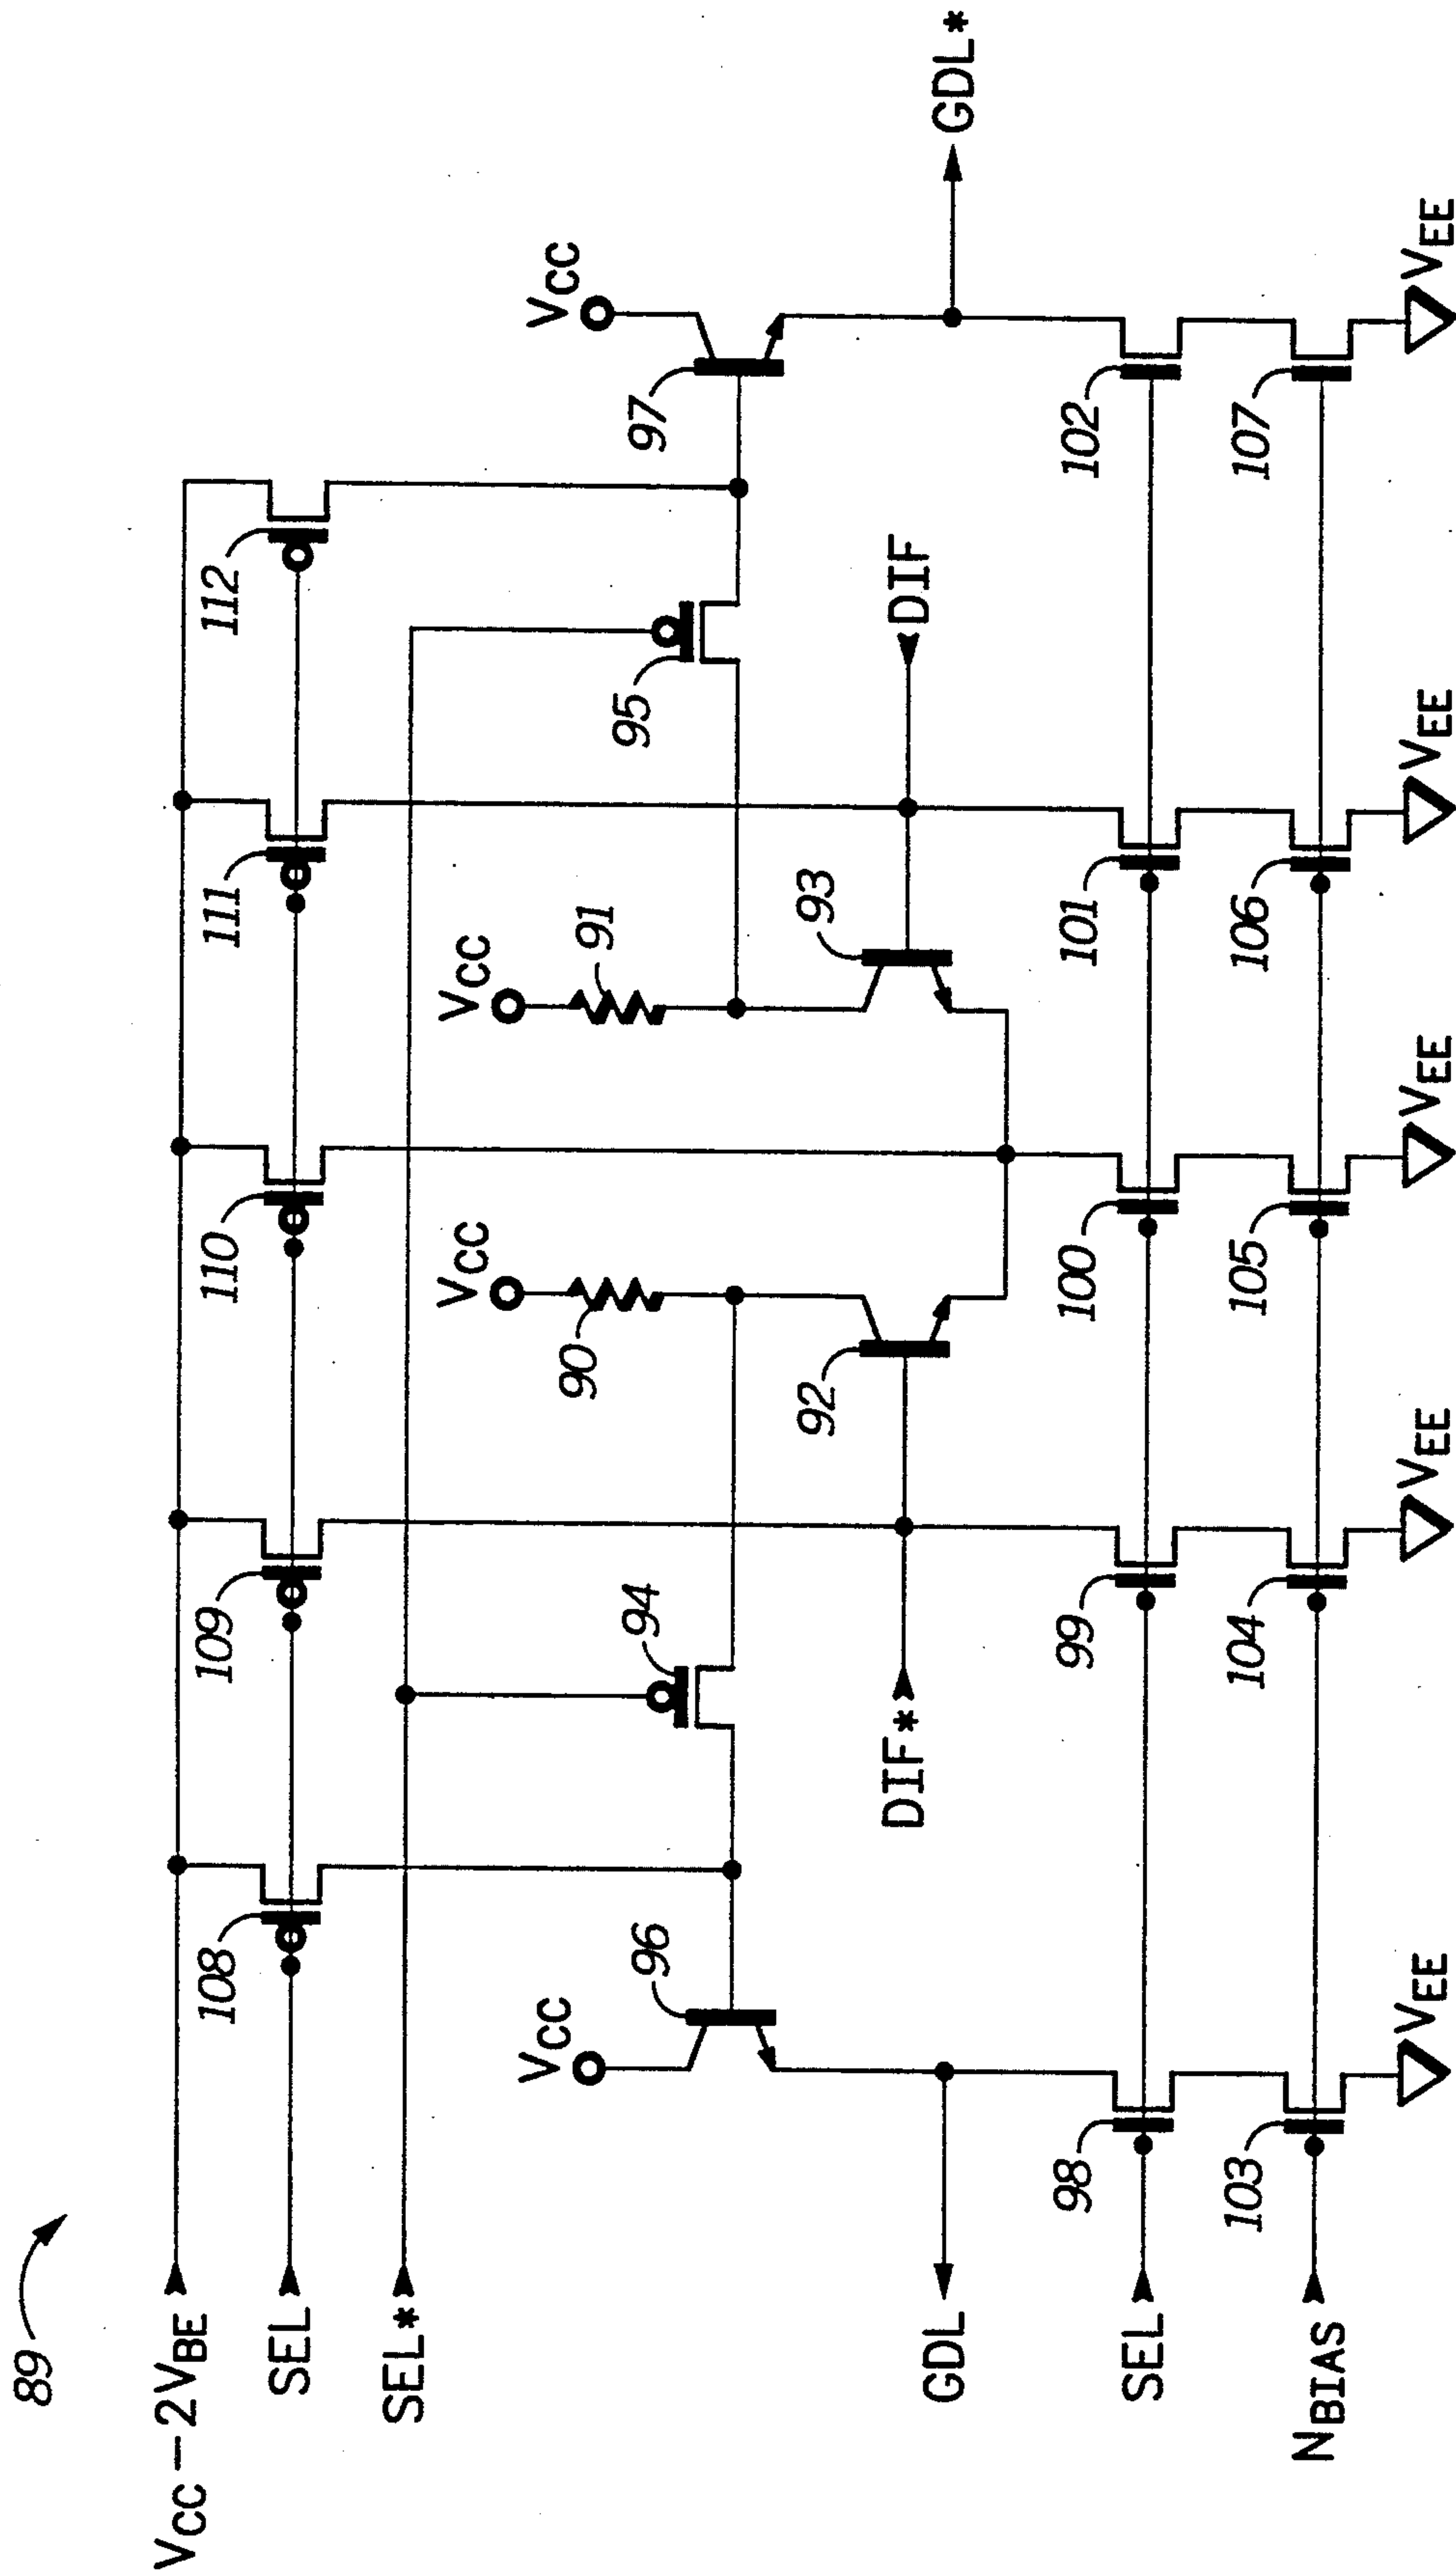 89
VCC-2VBE
SEL
SEL*
108
109
110
111
112
VCC
96
94
90
VCC
VCC
91
95
97
VCC
92
93
DIF*
DIF
GDL
GDL*
SEL
98
99
100
101
102
NBIAS
103
104
105
106
107
VEE
VEE
VEE
VEE
VEE